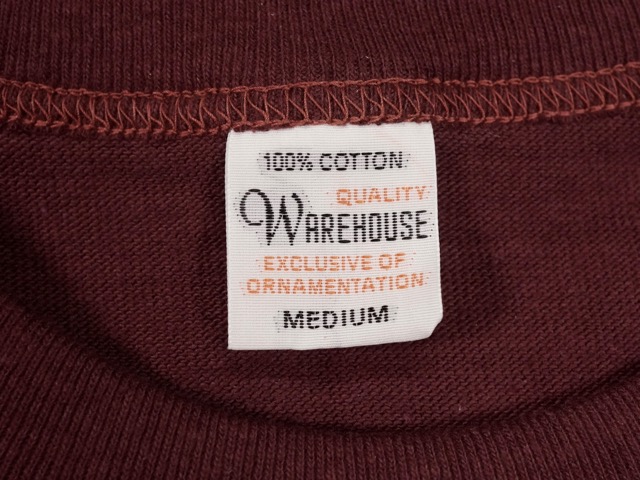 100% COTTON
QUALITY
WAREHOUSE
EXCLUSIVE OF
ORNAMENTATION
MEDIUM